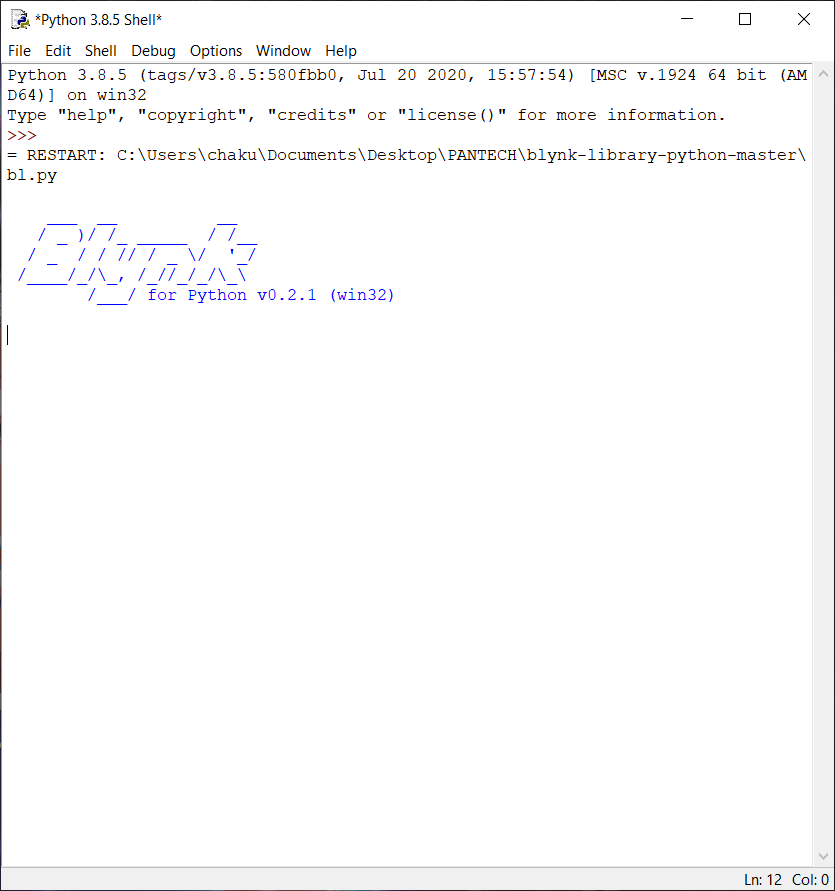 *Python 3.8.5 Shell*
File Edit Shell Debug Options Window Help
Python 3.8.5 (tags/v3.8.5:580fbb0, Jul 20 2020, 15:57:54) [MSC v.1924 64 bit (AM
D64)] on win32
Type "help", "copyright", "credits" or "license()" for more information.
>>>
= RESTART: C:\Users\chaku\Documents\Desktop\PANTECH\blynk-library-python-master\
bl.py
    ___  __          __
   / _ )/ /_ _____  / /__
  / _  / / // / _ \/  '_/
 /____/_/\_, /_//_/_/\_\
        /___/ for Python v0.2.1 (win32)
Ln: 12 Col: 0